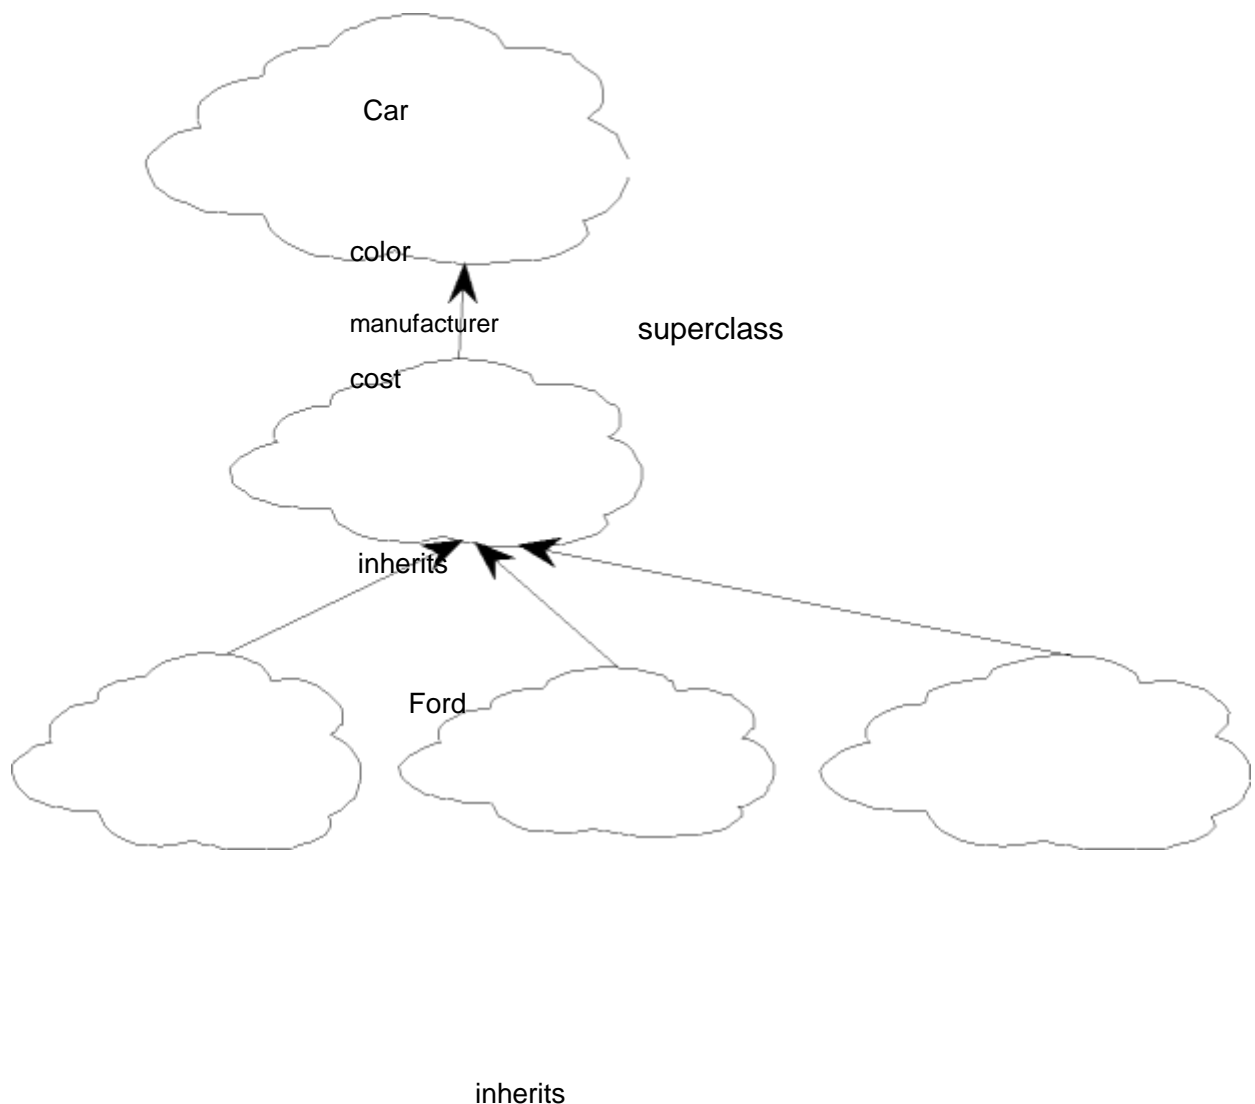 Car
color
manufacturer
superclass
cost
inherits
Ford
inherits